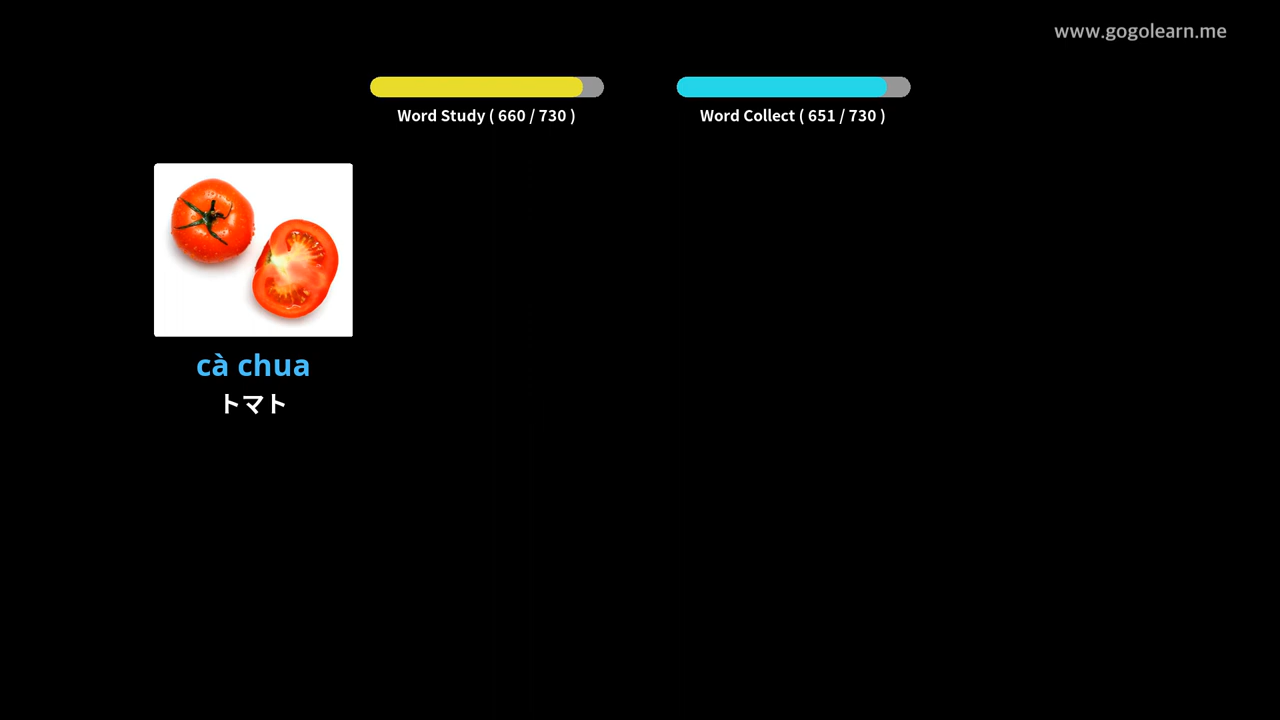 www.gogolearn.me
Word Study ( 660 / 730 )
Word Collect ( 651 / 730 )
cà chua
トマト